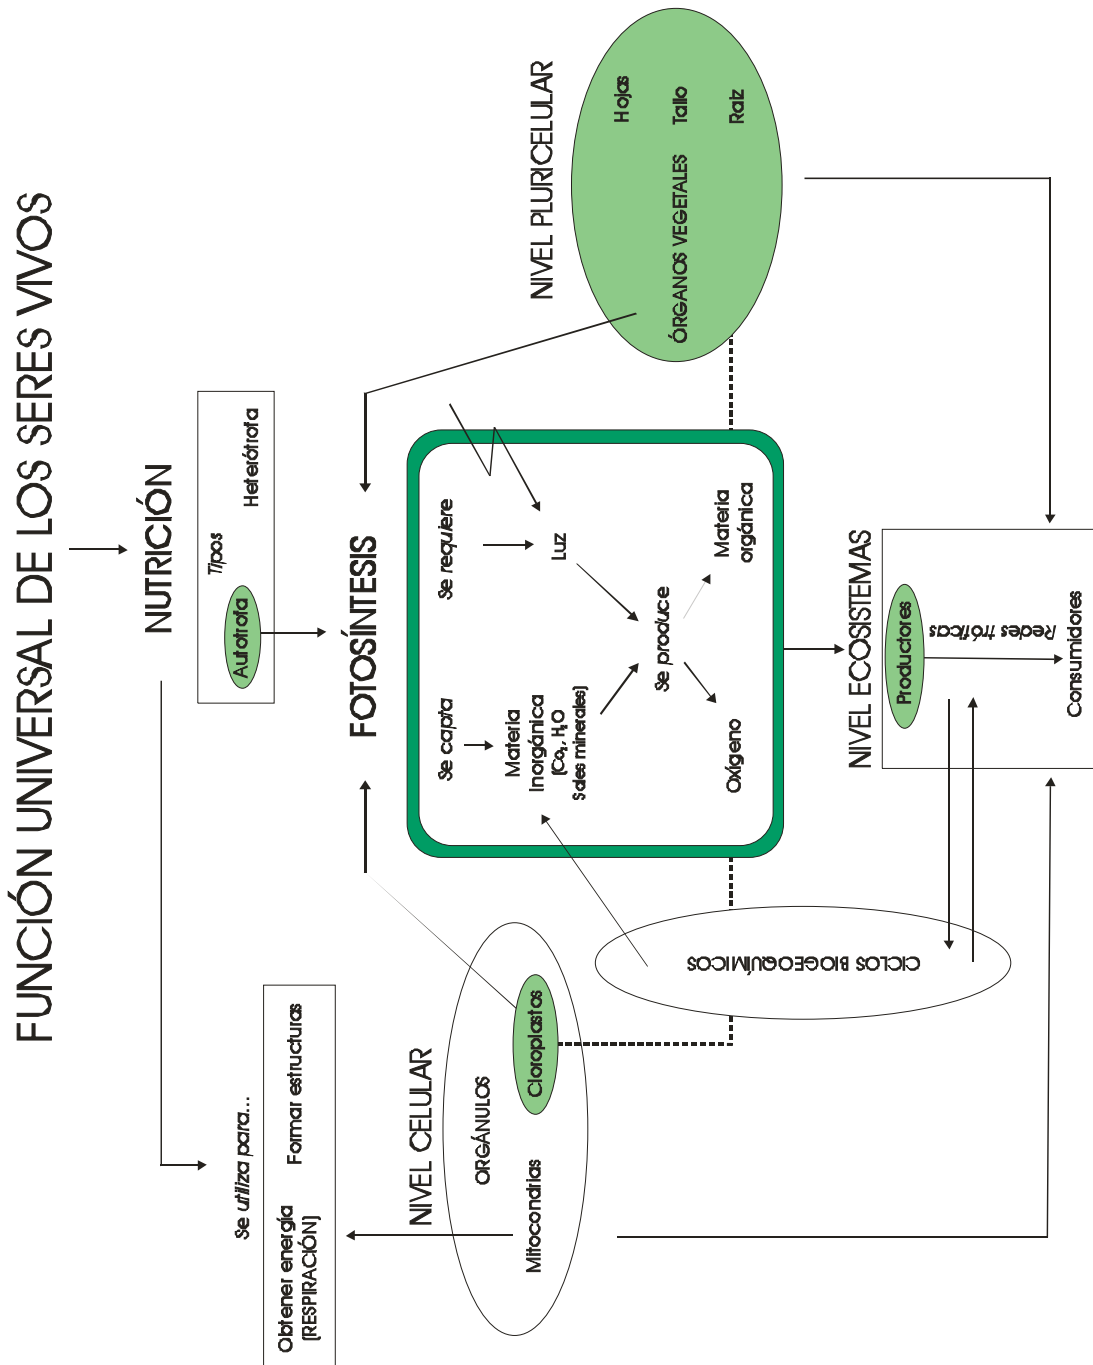 FUNCIÓN UNIVERSAL DE LOS SERES VIVOS
NUTRICIÓN
Se utiliza para...
Obtener energía
(RESPIRACIÓN)
Formar estructuras
Tipos
Autótrofa
Heterótrofa
FOTOSÍNTESIS
NIVEL CELULAR
ORGÁNULOS
Mitocondrias
Cloroplastos
Se capta
Materia
Inorgánica
(Co₂, H₂O
Sales minerales)
Se requiere
Luz
Se produce
Oxígeno
Materia
orgánica
NIVEL PLURICELULAR
ÓRGANOS VEGETALES
Hojas
Tallo
Raiz
CICLOS BIOGEOQUÍMICOS
NIVEL ECOSISTEMAS
Productores
Redes tróficas
Consumidores